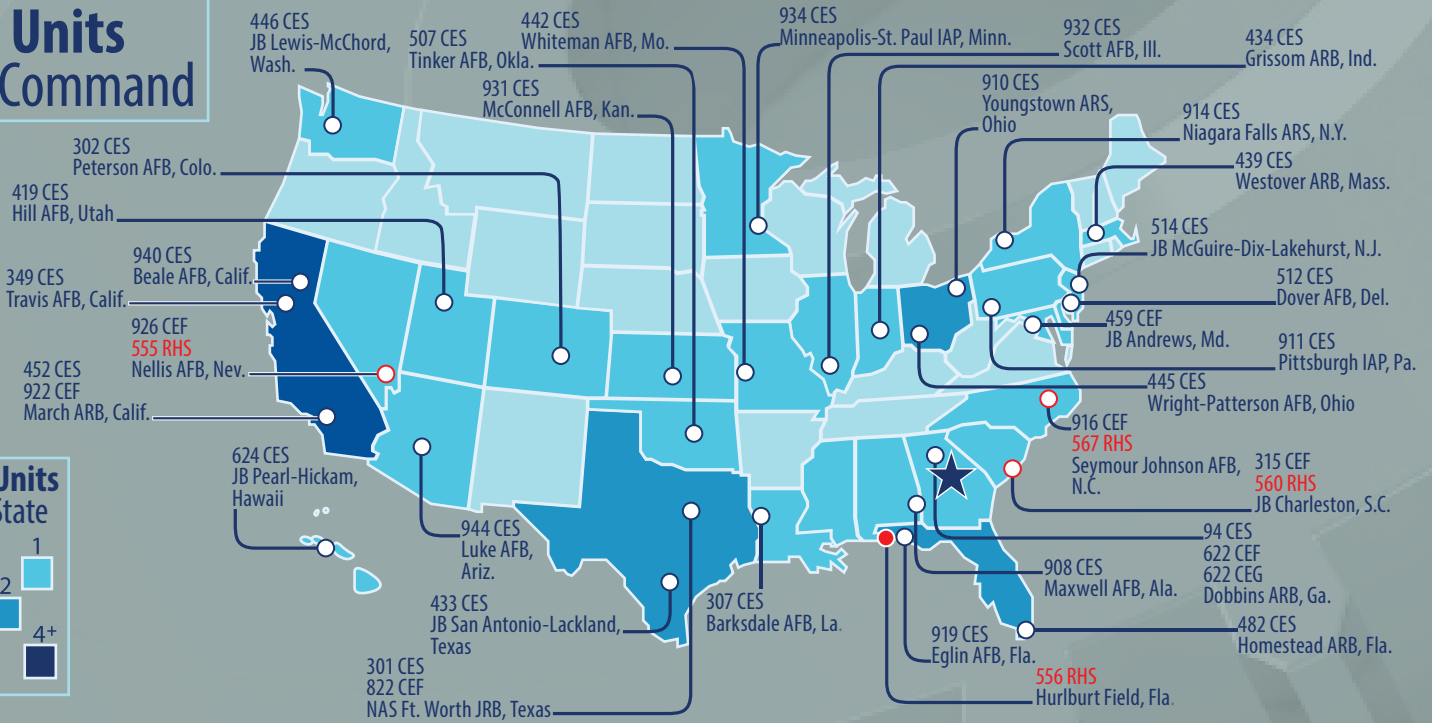 Units
Command
446 CES
JB Lewis-McChord,
Wash.
507 CES
Tinker AFB, Okla.
442 CES
Whiteman AFB, Mo.
934 CES
Minneapolis-St. Paul IAP, Minn.
932 CES
Scott AFB, Ill.
434 CES
Grissom ARB, Ind.
931 CES
McConnell AFB, Kan.
910 CES
Youngstown ARS,
Ohio
914 CES
Niagara Falls ARS, N.Y.
302 CES
Peterson AFB, Colo.
439 CES
Westover ARB, Mass.
419 CES
Hill AFB, Utah
514 CES
JB McGuire-Dix-Lakehurst, N.J.
940 CES
Beale AFB, Calif.
349 CES
Travis AFB, Calif.
512 CES
Dover AFB, Del.
926 CEF
555 RHS
Nellis AFB, Nev.
459 CEF
JB Andrews, Md.
911 CES
Pittsburgh IAP, Pa.
452 CES
922 CEF
March ARB, Calif.
445 CES
Wright-Patterson AFB, Ohio
916 CEF
567 RHS
Seymour Johnson AFB,
N.C.
624 CES
JB Pearl-Hickam,
Hawaii
315 CEF
560 RHS
JB Charleston, S.C.
Units
State
1
2
4+
944 CES
Luke AFB,
Ariz.
94 CES
622 CEF
622 CEG
Dobbins ARB, Ga.
908 CES
Maxwell AFB, Ala.
433 CES
JB San Antonio-Lackland,
Texas
307 CES
Barksdale AFB, La.
482 CES
Homestead ARB, Fla.
919 CES
Eglin AFB, Fla.
301 CES
822 CEF
NAS Ft. Worth JRB, Texas
556 RHS
Hurlburt Field, Fla.